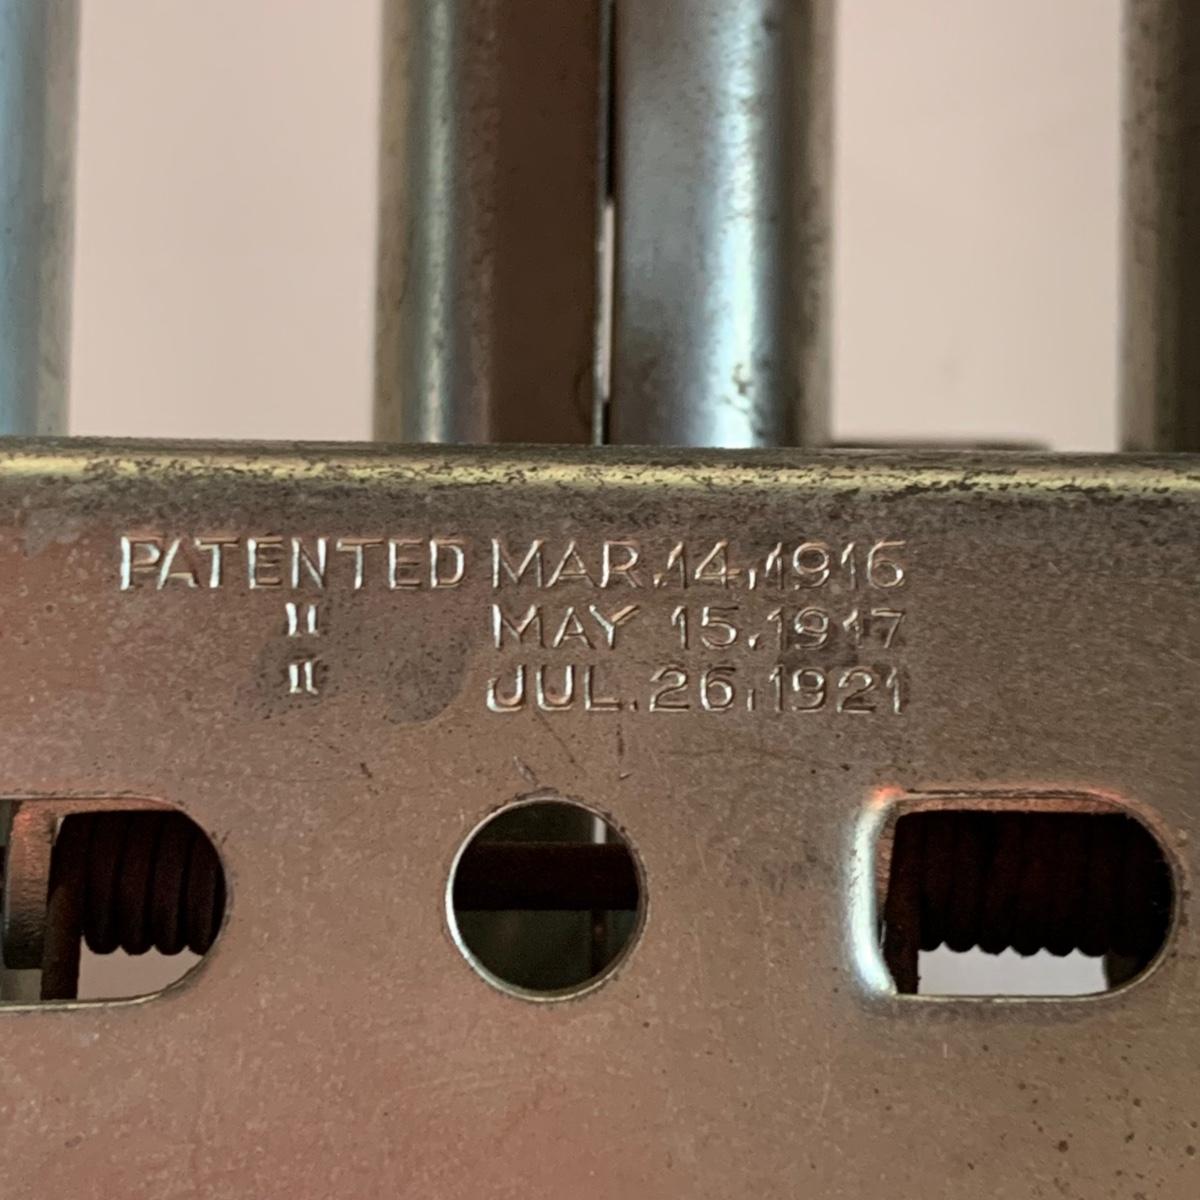 PATENTED MAR.14,1916
" MAY 15,1917
" JUL.26,1921